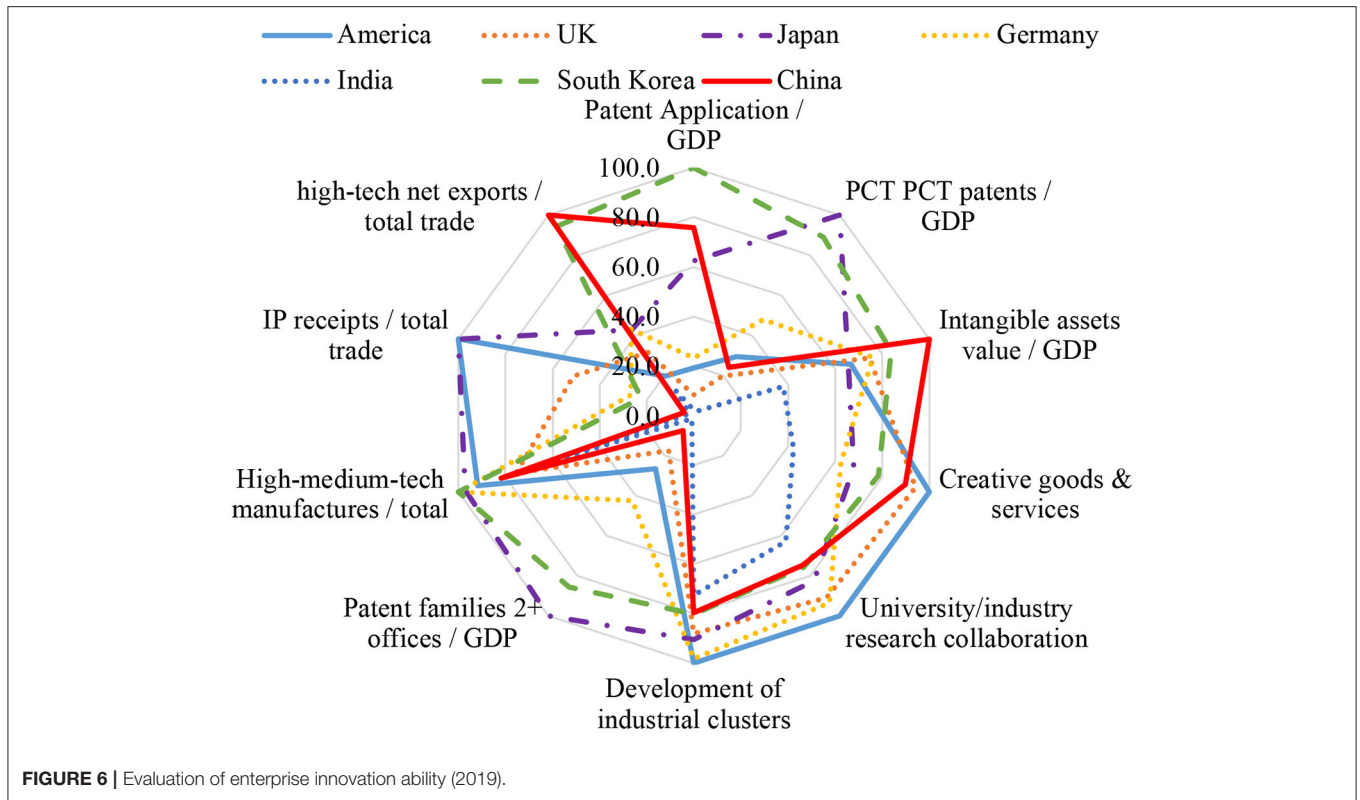 America UK Japan Germany
India South Korea China
Patent Application /
GDP
PCT PCT patents /
GDP
Intangible assets
value / GDP
Creative goods &
services
University/industry
research collaboration
Development of
industrial clusters
Patent families 2+
offices / GDP
High-medium-tech
manufactures / total
IP receipts / total
trade
high-tech net exports /
total trade
100.0
80.0
60.0
40.0
20.0
0.0
FIGURE 6 | Evaluation of enterprise innovation ability (2019).